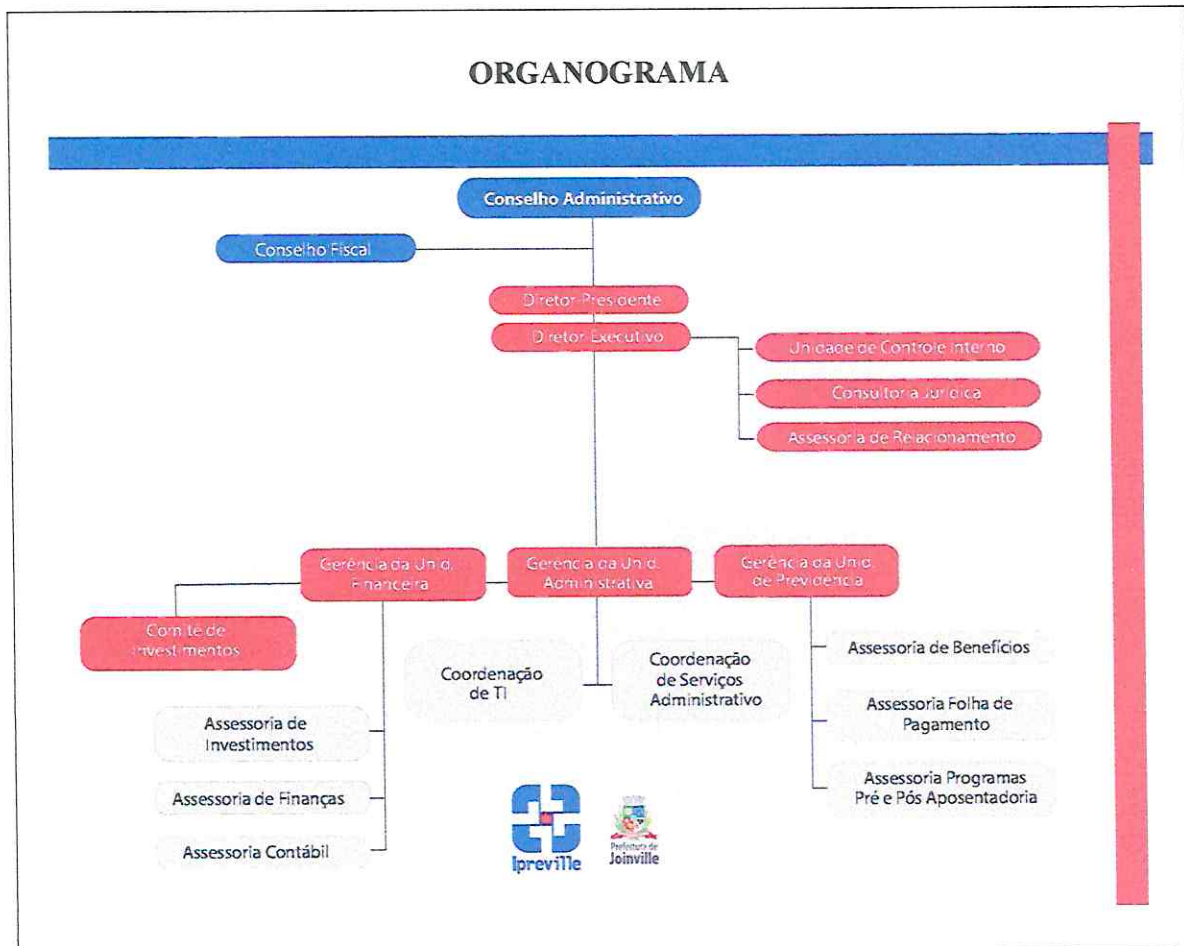 ORGANOGRAMA
Conselho Administrativo
Conselho Fiscal
Diretor-Presidente
Diretor-Executivo
Unidade de Controle Interno
Consultoria Jurídica
Assessoria de Relacionamento
Gerência da Unid.
Financeira
Gerência da Unid.
Administrativa
Gerência da Unid.
de Previdência
Comitê de
Investimentos
Coordenação
de TI
Coordenação
de Serviços
Administrativo
Assessoria de Benefícios
Assessoria Folha de
Pagamento
Assessoria Programas
Pré e Pós Aposentadoria
Assessoria de
Investimentos
Assessoria de Finanças
Assessoria Contábil
Ipreville
Prefeitura de
Joinville